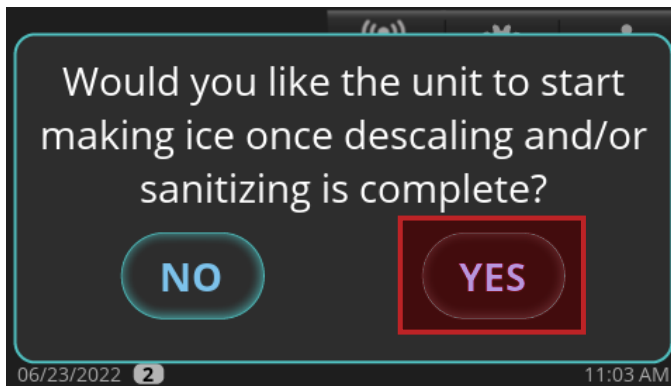 Would you like the unit to start
making ice once descaling and/or
sanitizing is complete?
NO YES
06/23/2022 2 11:03 AM